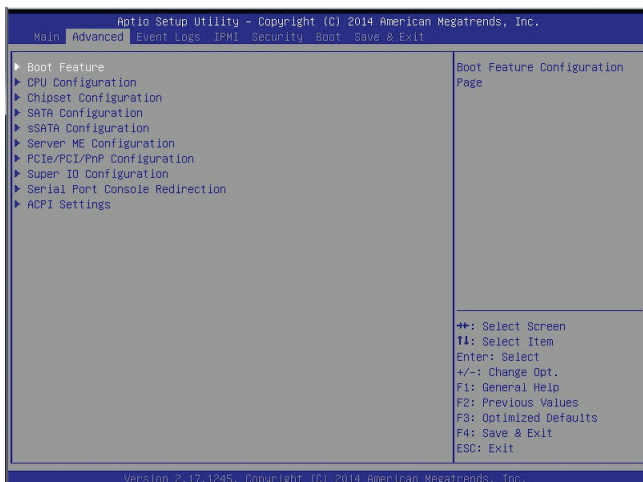 Aptio Setup Utility – Copyright (C) 2014 American Megatrends, Inc.
Main Advanced Event Logs IPMI Security Boot Save & Exit
Boot Feature
CPU Configuration
Chipset Configuration
SATA Configuration
sSATA Configuration
Server ME Configuration
PCIe/PCI/PnP Configuration
Super IO Configuration
Serial Port Console Redirection
ACPI Settings
Boot Feature Configuration
Page
→←: Select Screen
↑↓: Select Item
Enter: Select
+/-: Change Opt.
F1: General Help
F2: Previous Values
F3: Optimized Defaults
F4: Save & Exit
ESC: Exit
Version 2.17.1245. Copyright (C) 2014 American Megatrends, Inc.